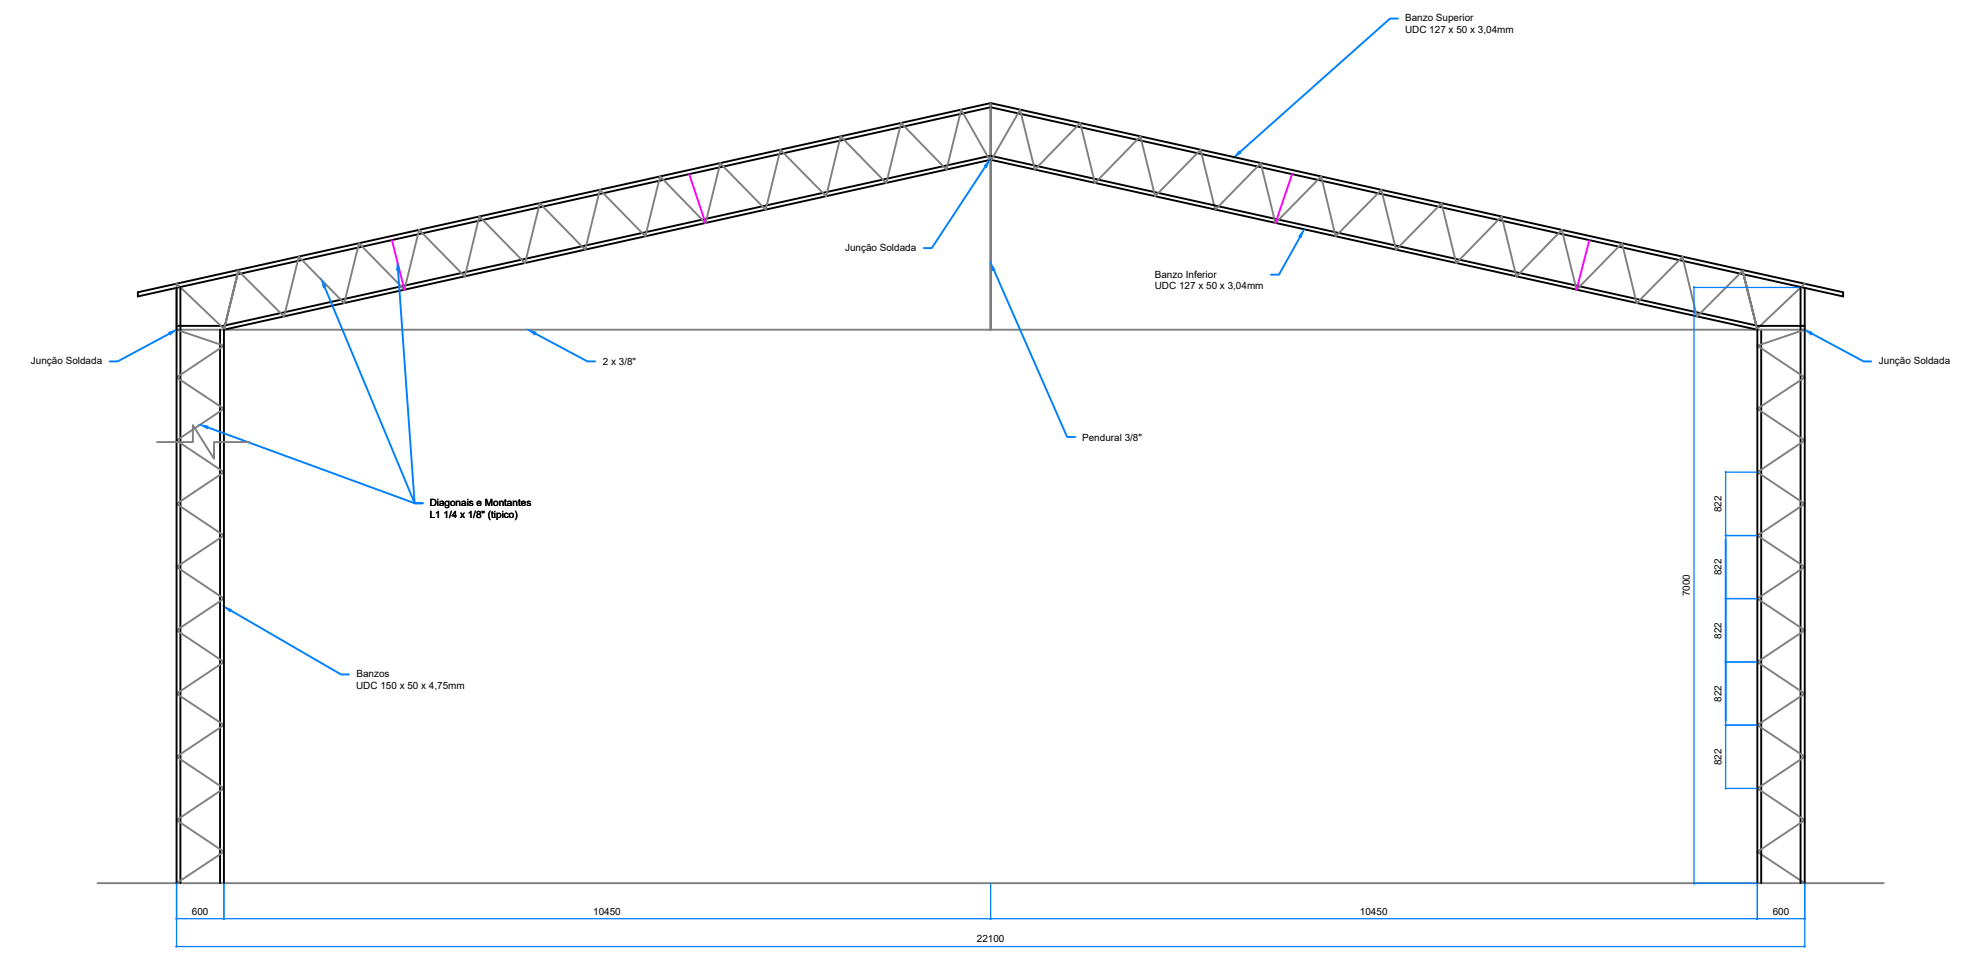 Banzo Superior
UDC 127 x 50 x 3,04mm
Junção Soldada
Banzo Inferior
UDC 127 x 50 x 3,04mm
Junção Soldada
2 x 3/8"
Junção Soldada
Pendural 3/8"
Diagonais e Montantes
L1 1/4 x 1/8" (tipico)
822
822
7000
822
822
822
Banzos
UDC 150 x 50 x 4,75mm
600
10450
10450
600
22100